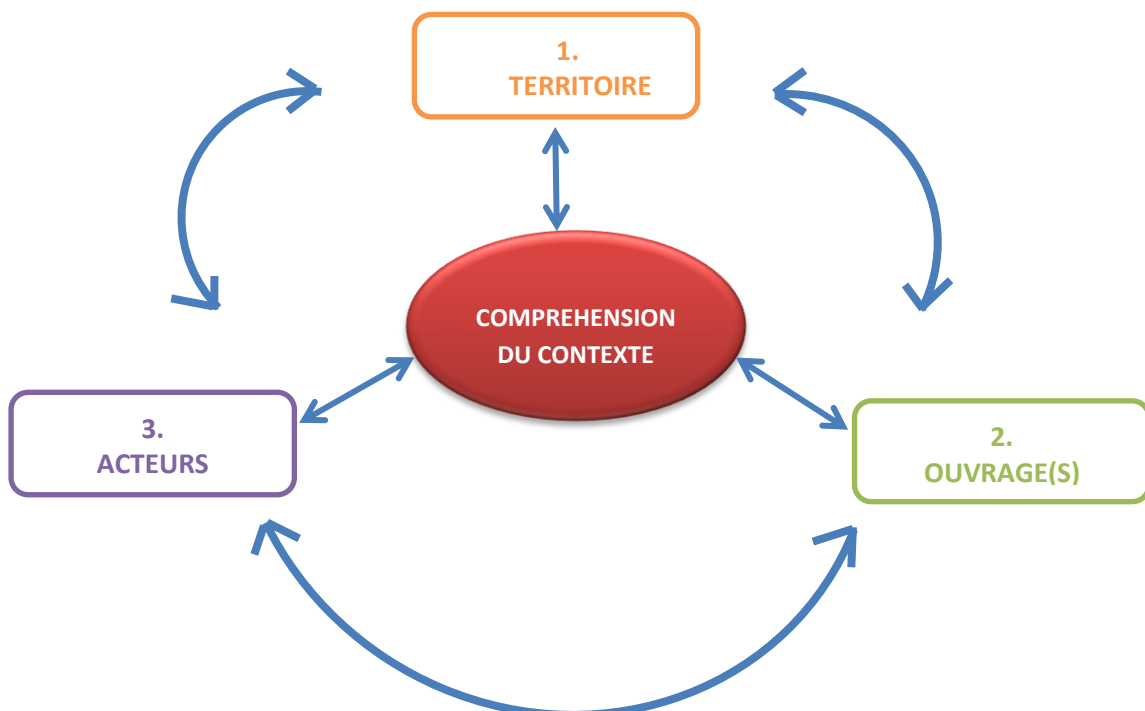 1.
TERRITOIRE
COMPREHENSION
DU CONTEXTE
3.
ACTEURS
2.
OUVRAGE(S)